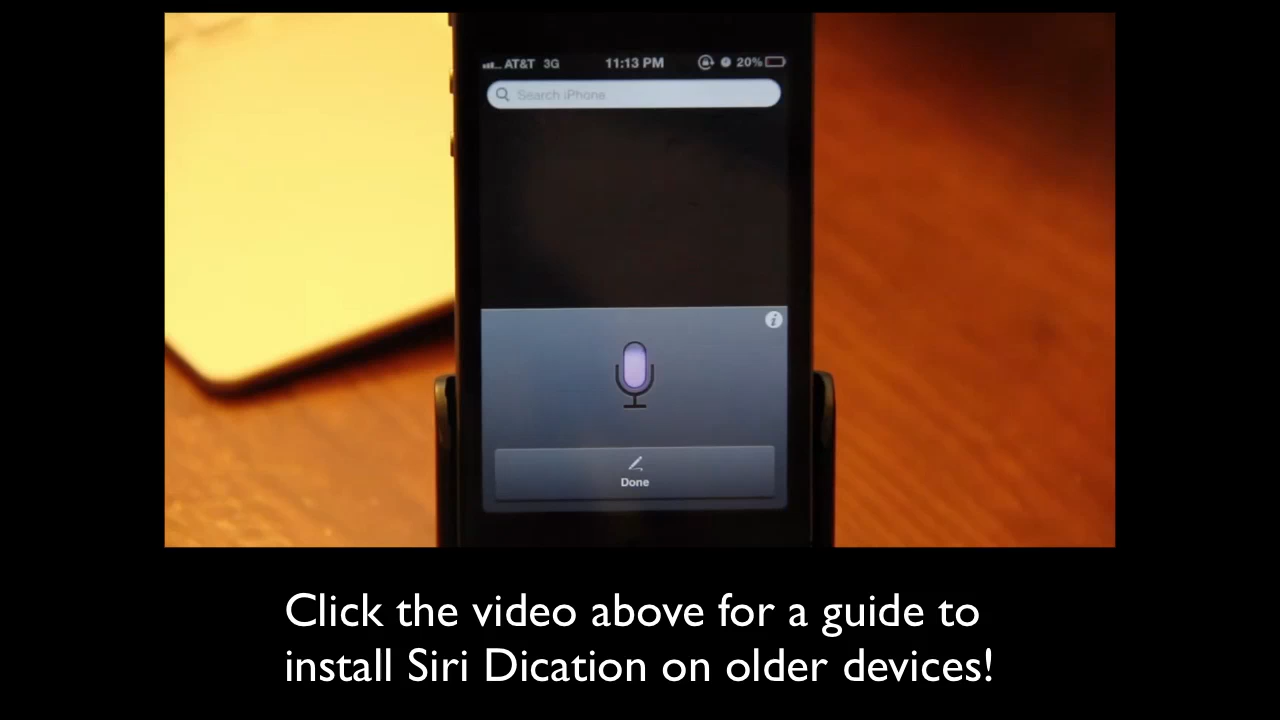 AT&T 3G 11:13 PM 20%
Search iPhone
Done
Click the video above for a guide to
install Siri Dication on older devices!